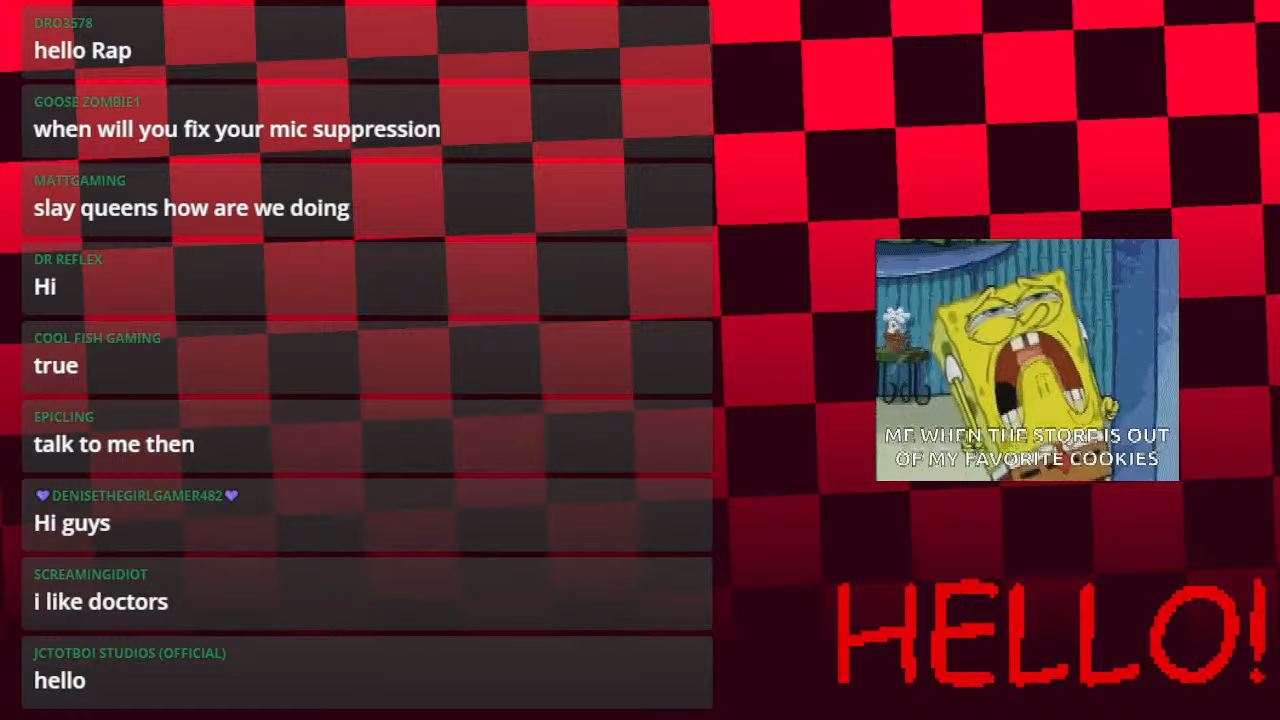 DRO3578
hello Rap
GOOSE ZOMBIE1
when will you fix your mic suppression
MATTGAMING
slay queens how are we doing
DR REFLEX
Hi
COOL FISH GAMING
true
EPICLING
talk to me then
💜DENISETHEGIRLGAMER482💜
Hi guys
SCREAMINGIDIOT
i like doctors
JCTOTBOI STUDIOS (OFFICIAL)
hello
ME WHEN THE STORE IS OUT
OF MY FAVORITE COOKIES
HELLO!